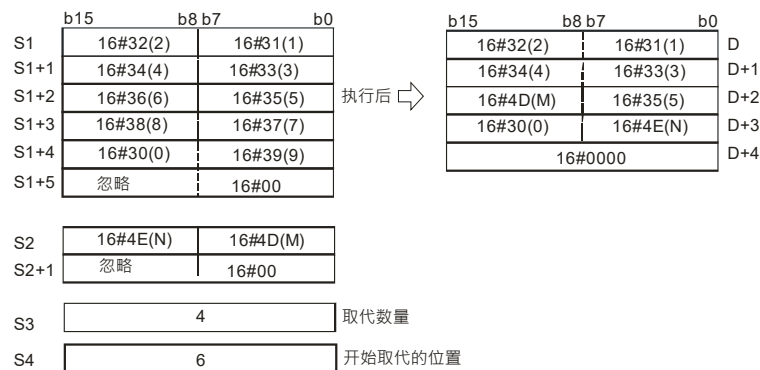 b15 b8 b7 b0
S1 16#32(2) 16#31(1)
S1+1 16#34(4) 16#33(3)
S1+2 16#36(6) 16#35(5)
S1+3 16#38(8) 16#37(7)
S1+4 16#30(0) 16#39(9)
S1+5 忽略 16#00
执行后
b15 b8 b7 b0
16#32(2) 16#31(1) D
16#34(4) 16#33(3) D+1
16#4D(M) 16#35(5) D+2
16#30(0) 16#4E(N) D+3
16#0000 D+4
S2 16#4E(N) 16#4D(M)
S2+1 忽略 16#00
S3 4 取代数量
S4 6 开始取代的位置